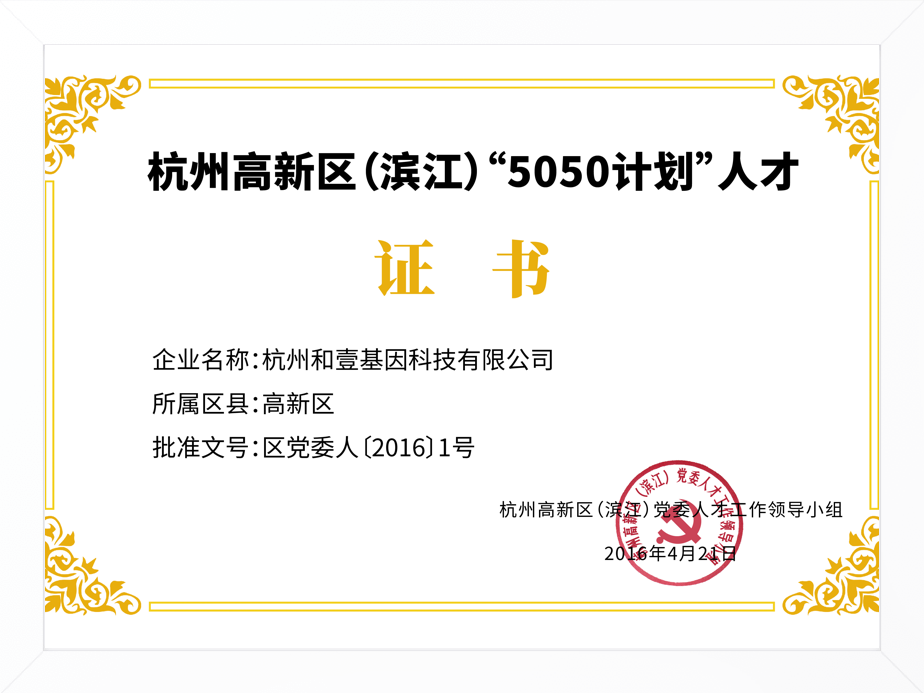 杭州高新区（滨江）“5050计划”人才
证 书
企业名称：杭州和壹基因科技有限公司
所属区县：高新区
批准文号：区党委人〔2016〕1号
杭州高新区（滨江）党委人才工作领导小组
2016年4月21日
杭州高新区（滨江）党委人才工作领导小组